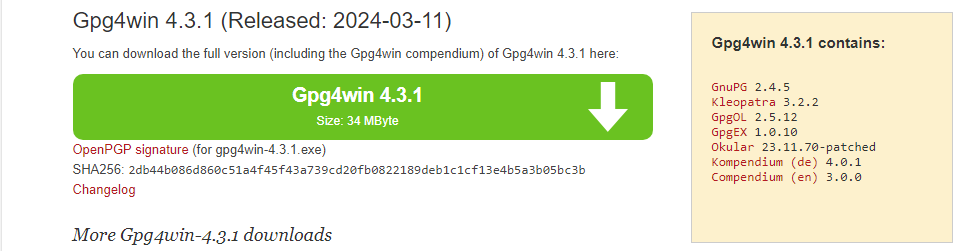 Gpg4win 4.3.1 (Released: 2024-03-11)
You can download the full version (including the Gpg4win compendium) of Gpg4win 4.3.1 here:
Gpg4win 4.3.1
Size: 34 MByte
OpenPGP signature (for gpg4win-4.3.1.exe)
SHA256: 2db44b086d860c51a4f45f43a739cd20fb0822189deb1c1cf13e4b5a3b05bc3b
Changelog
More Gpg4win-4.3.1 downloads
Gpg4win 4.3.1 contains:
GnuPG 2.4.5
Kleopatra 3.2.2
GpgOL 2.5.12
GpgEX 1.0.10
Okular 23.11.70-patched
Kompendium (de) 4.0.1
Compendium (en) 3.0.0